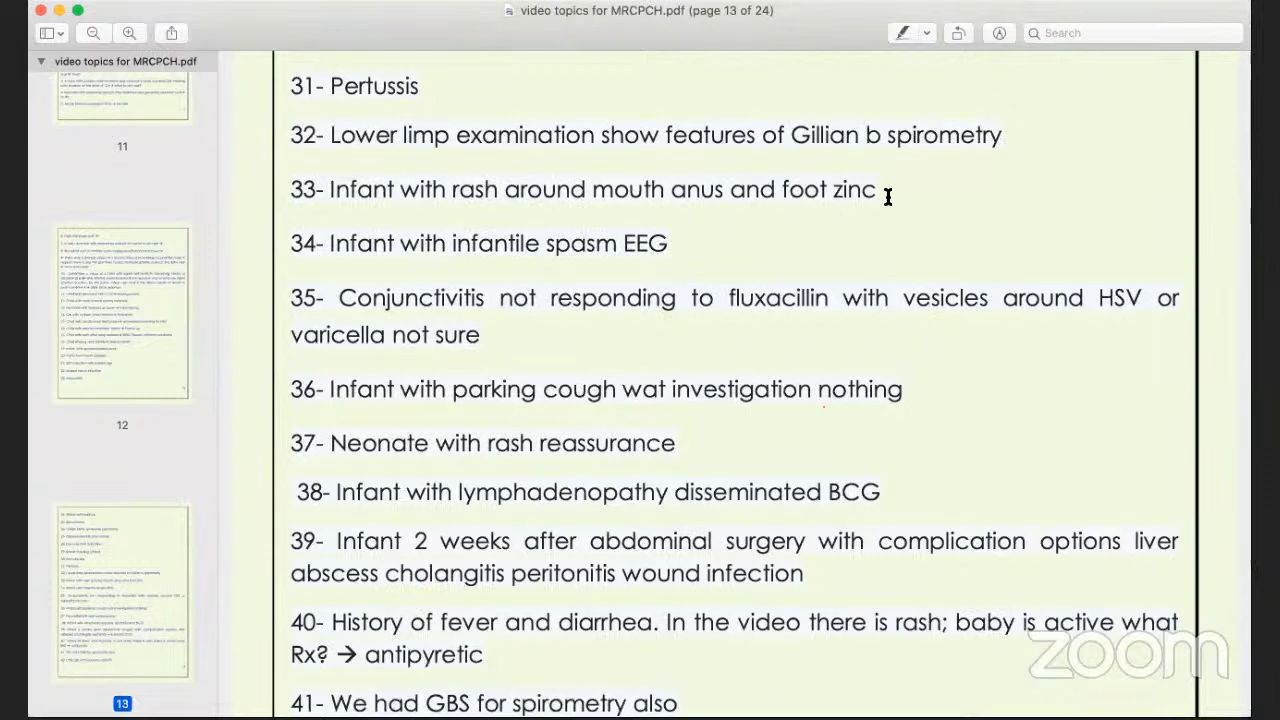 video topics for MRCPCH.pdf (page 13 of 24)
Search
video topics for MRCPCH.pdf
11
12
13
31- Pertussis
32- Lower limp examination show features of Gillian b spirometry
33- Infant with rash around mouth anus and foot zinc
34- Infant with infantile spasm EEG
35- Conjunctivitis not responding to fluxicillin with vesicles around HSV or
varicella not sure
36- Infant with parking cough wat investigation nothing
37- Neonate with rash reassurance
38- Infant with lymphadenopathy disseminated BCG
39- Infant 2 weeks after abdominal surgery with complication options liver
abscess cholangitis peritonitis wound infection
40- History of fever and diarrhea. In the video there is rash; baby is active what
Rx? → antipyretic
41- We had GBS for spirometry also
zoom